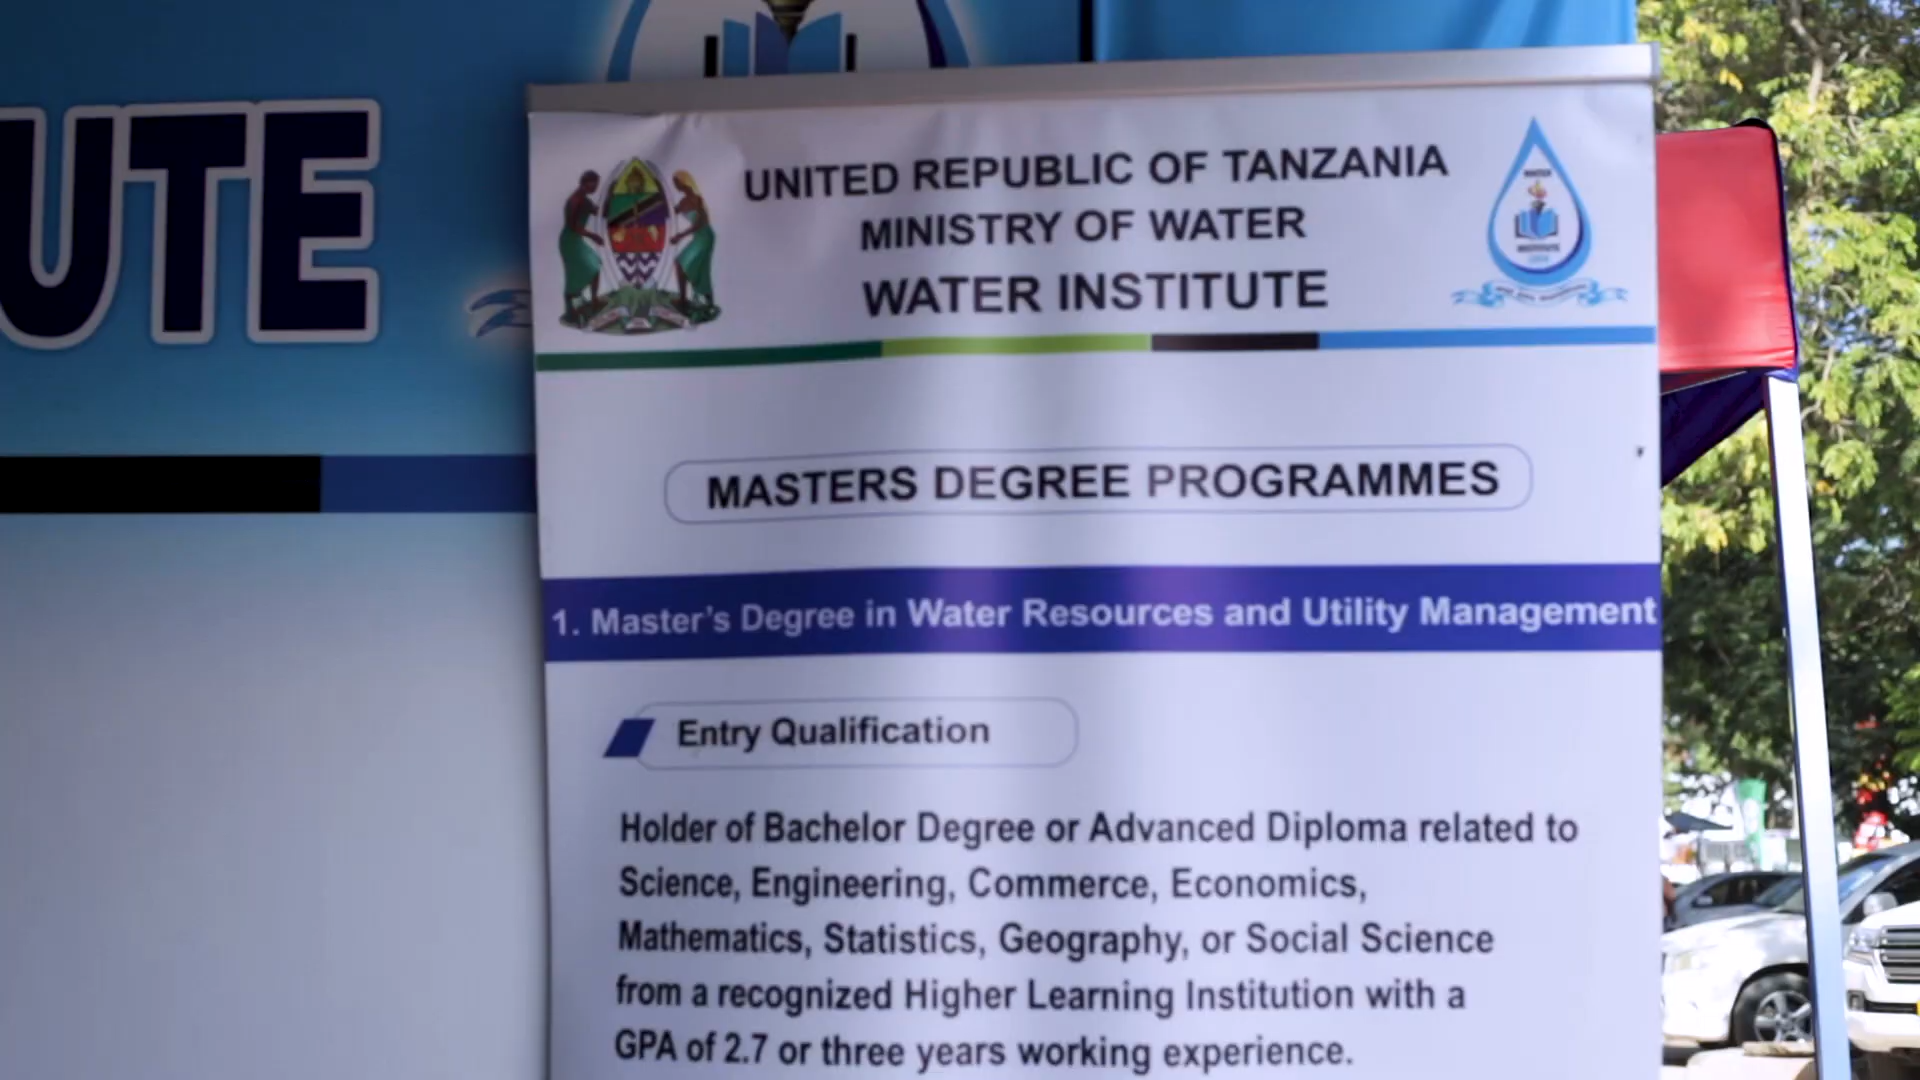 UTE
UNITED REPUBLIC OF TANZANIA
MINISTRY OF WATER
WATER INSTITUTE
WATER
INSTITUTE
MASTERS DEGREE PROGRAMMES
1. Master's Degree in Water Resources and Utility Management
Entry Qualification
Holder of Bachelor Degree or Advanced Diploma related to
Science, Engineering, Commerce, Economics,
Mathematics, Statistics, Geography, or Social Science
from a recognized Higher Learning Institution with a
GPA of 2.7 or three years working experience.